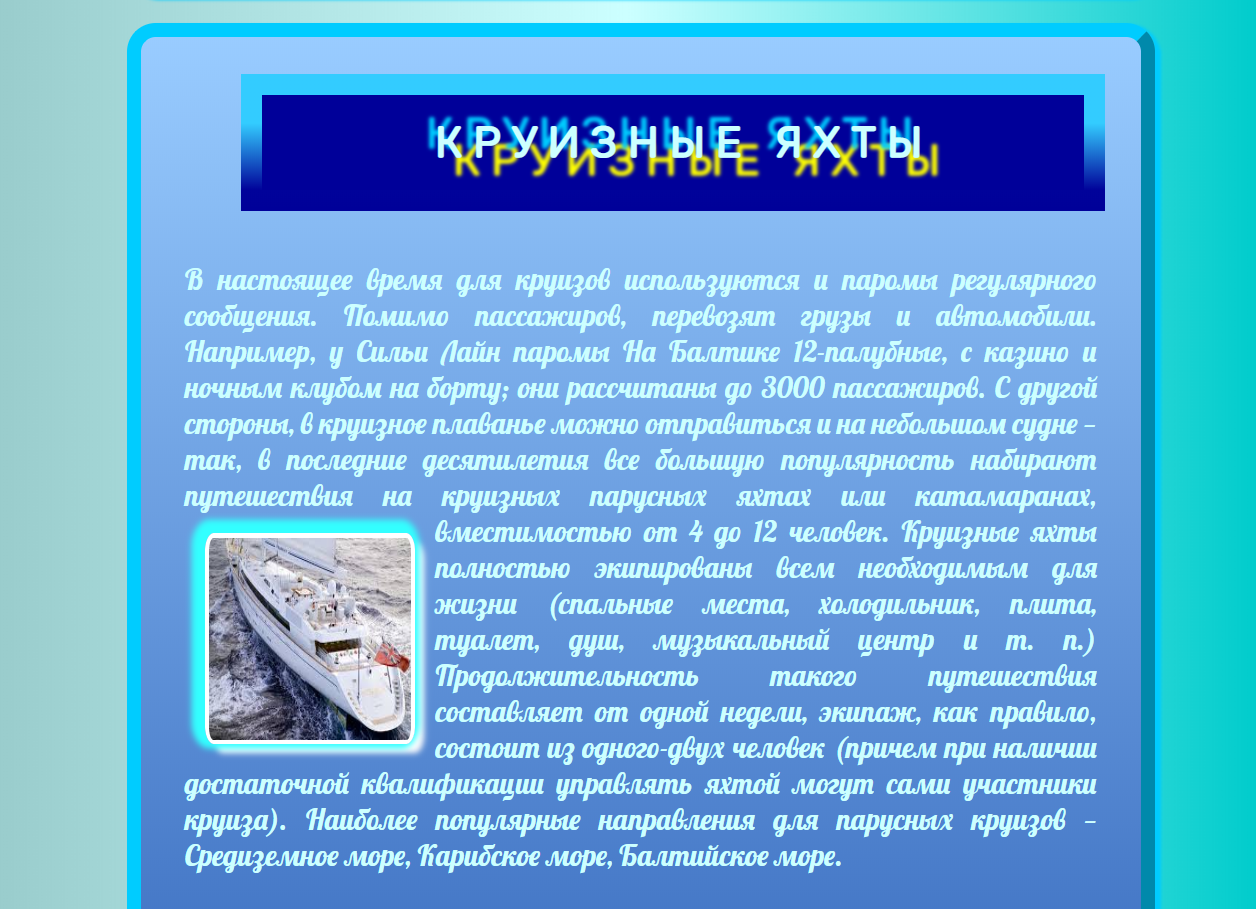 КРУИЗНЫЕ ЯХТЫ
В настоящее время для круизов используются и паромы регулярного
сообщения. Помимо пассажиров, перевозят грузы и автомобили.
Например, у Сильи Лайн паромы На Балтике 12-палубные, с казино и
ночным клубом на борту; они рассчитаны до 3000 пассажиров. С другой
стороны, в круизное плаванье можно отправиться и на небольшом судне –
так, в последние десятилетия все большую популярность набирают
путешествия на круизных парусных яхтах или катамаранах,
вместимостью от 4 до 12 человек. Круизные яхты
полностью экипированы всем необходимым для
жизни (спальные места, холодильник, плита,
туалет, душ, музыкальный центр и т. п.)
Продолжительность такого путешествия
составляет от одной недели, экипаж, как правило,
состоит из одного-двух человек (причем при наличии
достаточной квалификации управлять яхтой могут сами участники
круиза). Наиболее популярные направления для парусных круизов –
Средиземное море, Карибское море, Балтийское море.